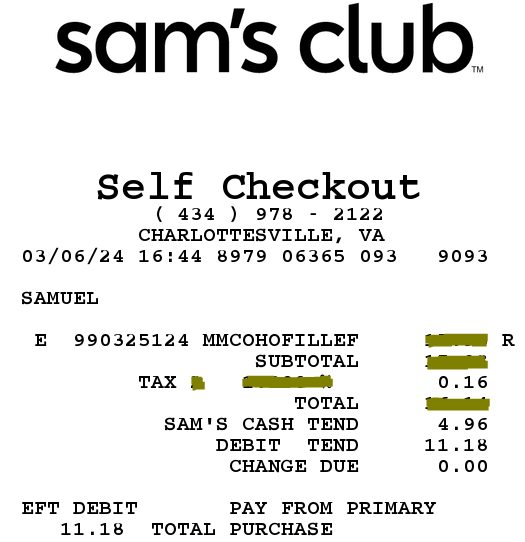 sam's club™
Self Checkout
( 434 ) 978 - 2122
CHARLOTTESVILLE, VA
03/06/24 16:44 8979 06365 093 9093
SAMUEL
E 990325124 MMCOHOFILLEF R
SUBTOTAL
TAX 0.16
TOTAL
SAM'S CASH TEND 4.96
DEBIT TEND 11.18
CHANGE DUE 0.00
EFT DEBIT PAY FROM PRIMARY
11.18 TOTAL PURCHASE